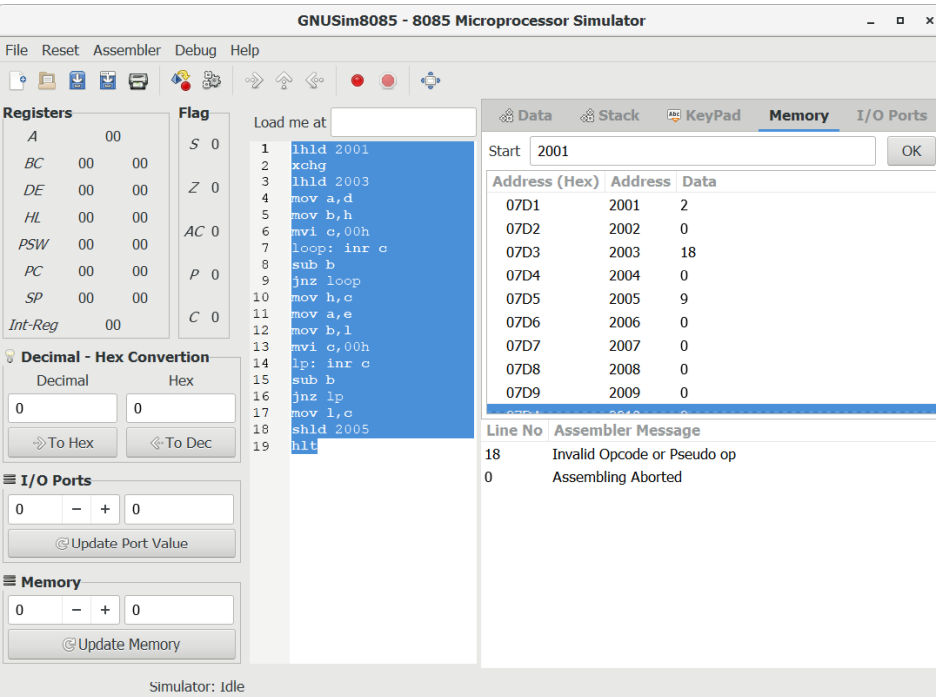 GNUSim8085 - 8085 Microprocessor Simulator
File Reset Assembler Debug Help
Registers
A 00
BC 00 00
DE 00 00
HL 00 00
PSW 00 00
PC 00 00
SP 00 00
Int-Reg 00
Flag
S 0
Z 0
AC 0
P 0
C 0
Decimal - Hex Convertion
Decimal Hex
0 0
To Hex To Dec
I/O Ports
0 - + 0
Update Port Value
Memory
0 - + 0
Update Memory
Load me at
1 lhld 2001
2 xchg
3 lhld 2003
4 mov a,d
5 mov b,h
6 mvi c,00h
7 loop: inr c
8 sub b
9 jnz loop
10 mov h,c
11 mov a,e
12 mov b,l
13 mvi c,00h
14 lp: inr c
15 sub b
16 jnz lp
17 mov l,c
18 shld 2005
19 hlt
Data Stack Abc KeyPad Memory I/O Ports
Start 2001 OK
Address (Hex) Address Data
07D1 2001 2
07D2 2002 0
07D3 2003 18
07D4 2004 0
07D5 2005 9
07D6 2006 0
07D7 2007 0
07D8 2008 0
07D9 2009 0
Line No Assembler Message
18 Invalid Opcode or Pseudo op
0 Assembling Aborted
Simulator: Idle